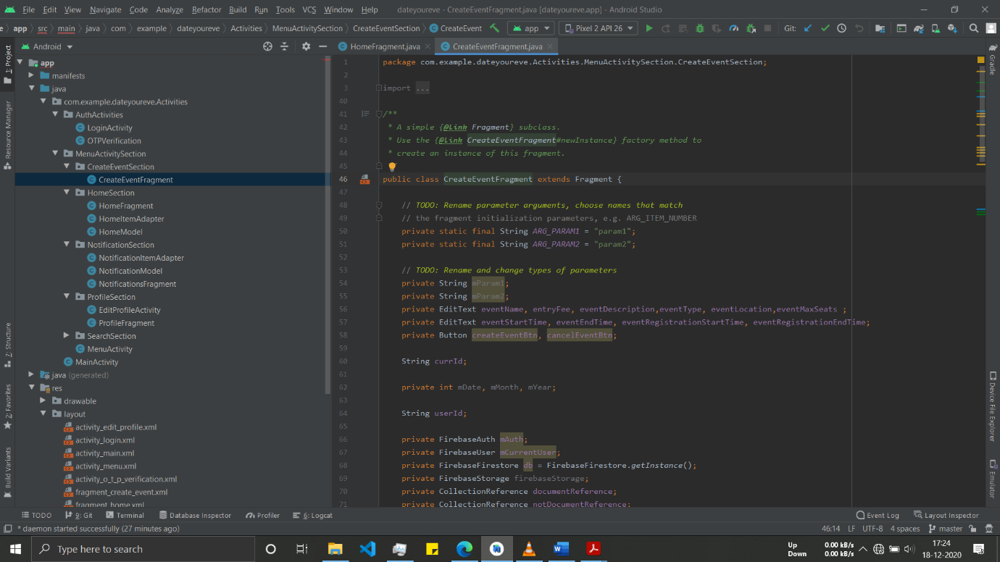 File Edit View Navigate Code Analyze Refactor Build Run Tools VCS Window Help dateyoureve - CreateEventFragment.java [dateyoureve.app] - Android Studio
e app src main java com example dateyoureve Activities MenuActivitySection CreateEventSection CreateEvent app Pixel 2 API 26 Git:
Android HomeFragment.java CreateEventFragment.java
1: Project
Resource Manager
Z: Structure
2: Favorites
Build Variants
app
manifests
java
com.example.dateyoureve.Activities
AuthActivities
LoginActivity
OTPVerification
MenuActivitySection
CreateEventSection
CreateEventFragment
HomeSection
HomeFragment
HomeItemAdapter
HomeModel
NotificationSection
NotificationItemAdapter
NotificationModel
NotificationsFragment
ProfileSection
EditProfileActivity
ProfileFragment
SearchSection
MenuActivity
MainActivity
java (generated)
res
drawable
layout
activity_edit_profile.xml
activity_login.xml
activity_main.xml
activity_menu.xml
activity_o_t_p_verification.xml
fragment_create_event.xml
fragment_home.xml
1 package com.example.dateyoureve.Activities.MenuActivitySection.CreateEventSection;
2
3 import ...
40
41 /**
42 * A simple {@link Fragment} subclass.
43 * Use the {@link CreateEventFragment#newInstance} factory method to
44 * create an instance of this fragment.
45
46 public class CreateEventFragment extends Fragment {
47
48 // TODO: Rename parameter arguments, choose names that match
49 // the fragment initialization parameters, e.g. ARG_ITEM_NUMBER
50 private static final String ARG_PARAM1 = "param1";
51 private static final String ARG_PARAM2 = "param2";
52
53 // TODO: Rename and change types of parameters
54 private String mParam1;
55 private String mParam2;
56 private EditText eventName, entryFee, eventDescription,eventType, eventLocation,eventMaxSeats ;
57 private EditText eventStartTime, eventEndTime, eventRegistrationStartTime, eventRegistrationEndTime;
58 private Button createEventBtn, cancelEventBtn;
59
60 String currId;
61
62 private int mDate, mMonth, mYear;
63
64 String userId;
65
66 private FirebaseAuth mAuth;
67 private FirebaseUser mCurrentUser;
68 private FirebaseFirestore db = FirebaseFirestore.getInstance();
69 private FirebaseStorage firebaseStorage;
70 private CollectionReference documentReference;
71 private CollectionReference notDocumentReference;
Gradle
Device File Explorer
Emulator
TODO 9: Git Terminal Database Inspector Profiler 6: Logcat Event Log Layout Inspector
* daemon started successfully (27 minutes ago) 46:14 LF UTF-8 4 spaces master
Type here to search
Up 0.00 kB/s
Down 0.00 kB/s
17:24
18-12-2020